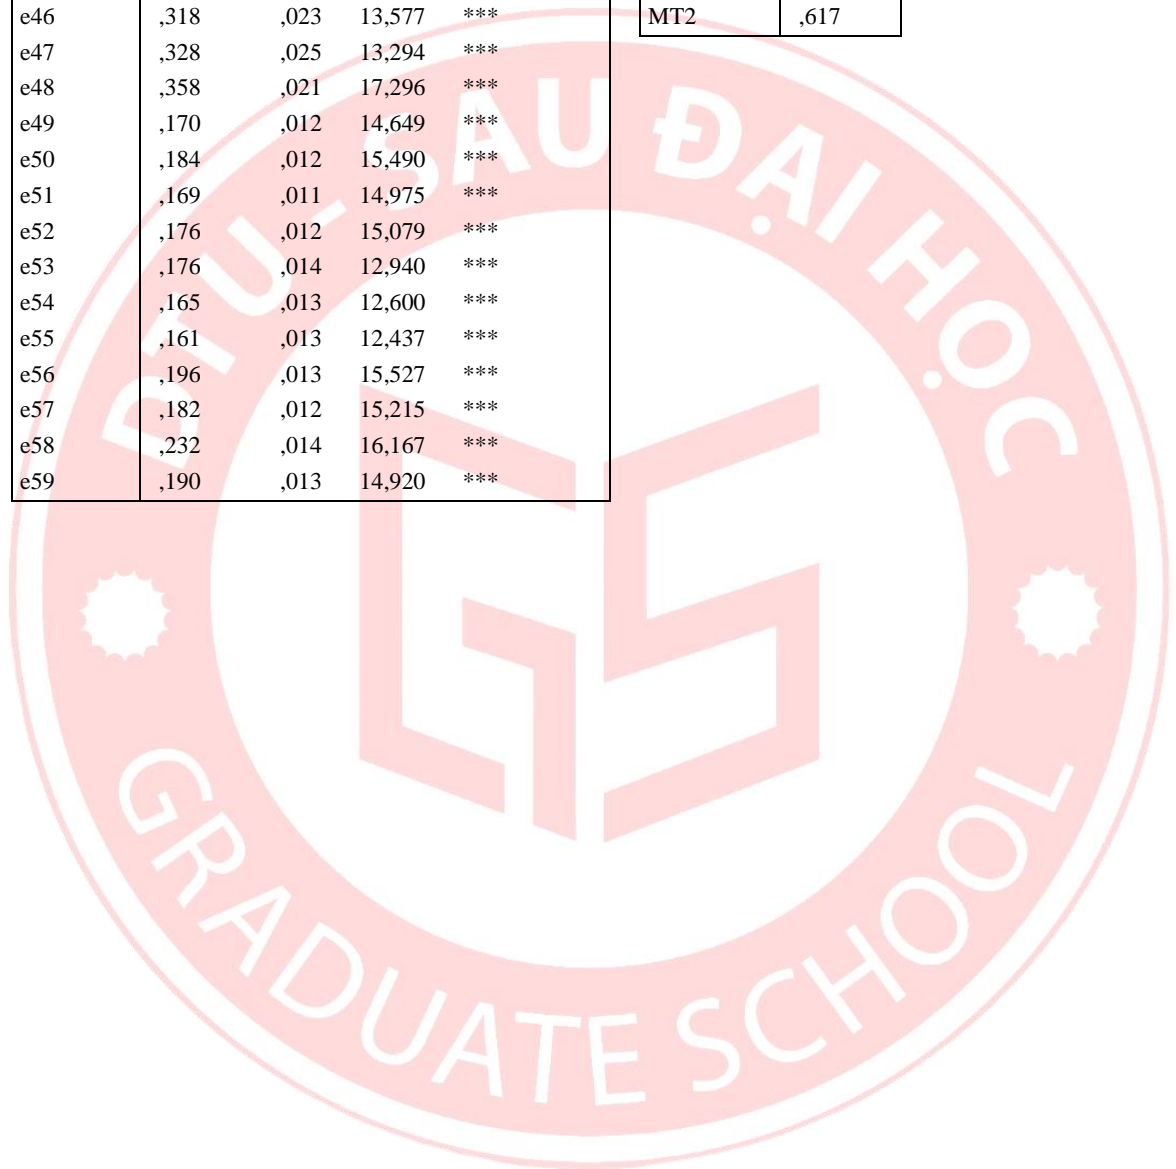 e46 ,318 ,023 13,577 *** MT2 ,617
e47 ,328 ,025 13,294 ***
e48 ,358 ,021 17,296 ***
e49 ,170 ,012 14,649 ***
e50 ,184 ,012 15,490 ***
e51 ,169 ,011 14,975 ***
e52 ,176 ,012 15,079 ***
e53 ,176 ,014 12,940 ***
e54 ,165 ,013 12,600 ***
e55 ,161 ,013 12,437 ***
e56 ,196 ,013 15,527 ***
e57 ,182 ,012 15,215 ***
e58 ,232 ,014 16,167 ***
e59 ,190 ,013 14,920 ***
DTU - SAU ĐẠI HỌC
GS
GRADUATE SCHOOL